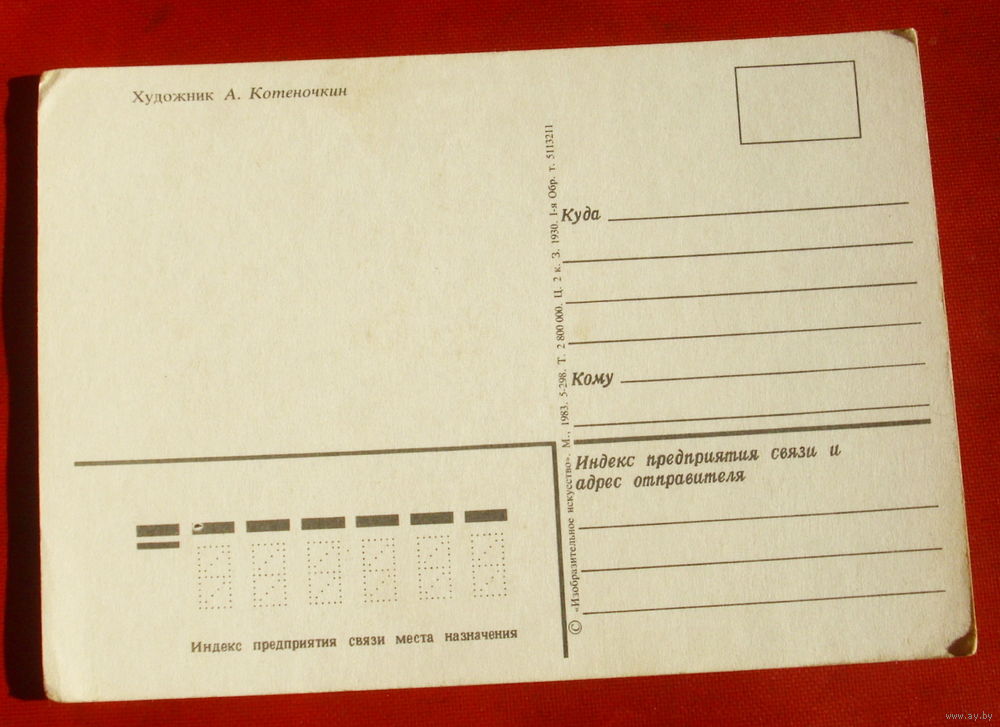 Художник А. Котеночкин
© «Изобразительное искусство». М., 1983. 5-298. Т. 2 800 000. Ц. 2 к. З. 1930. I-я Обр. т. 5113211
Куда
Кому
Индекс предприятия связи и
адрес отправителя
Индекс предприятия связи места назначения
www.ay.by